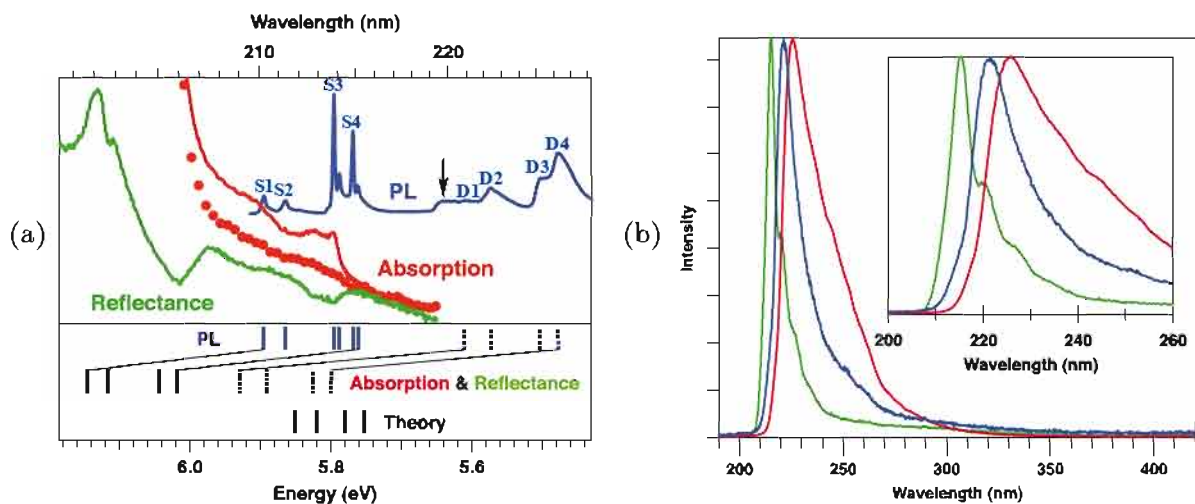 (a)
Wavelength (nm)
210 220
S1 S2 S3 S4
PL
D1 D2 D3 D4
Absorption
Reflectance
PL
Absorption & Reflectance
Theory
6.0 5.8 5.6
Energy (eV)
(b)
Intensity
200 250 300 350 400
Wavelength (nm)
200 220 240 260
Wavelength (nm)